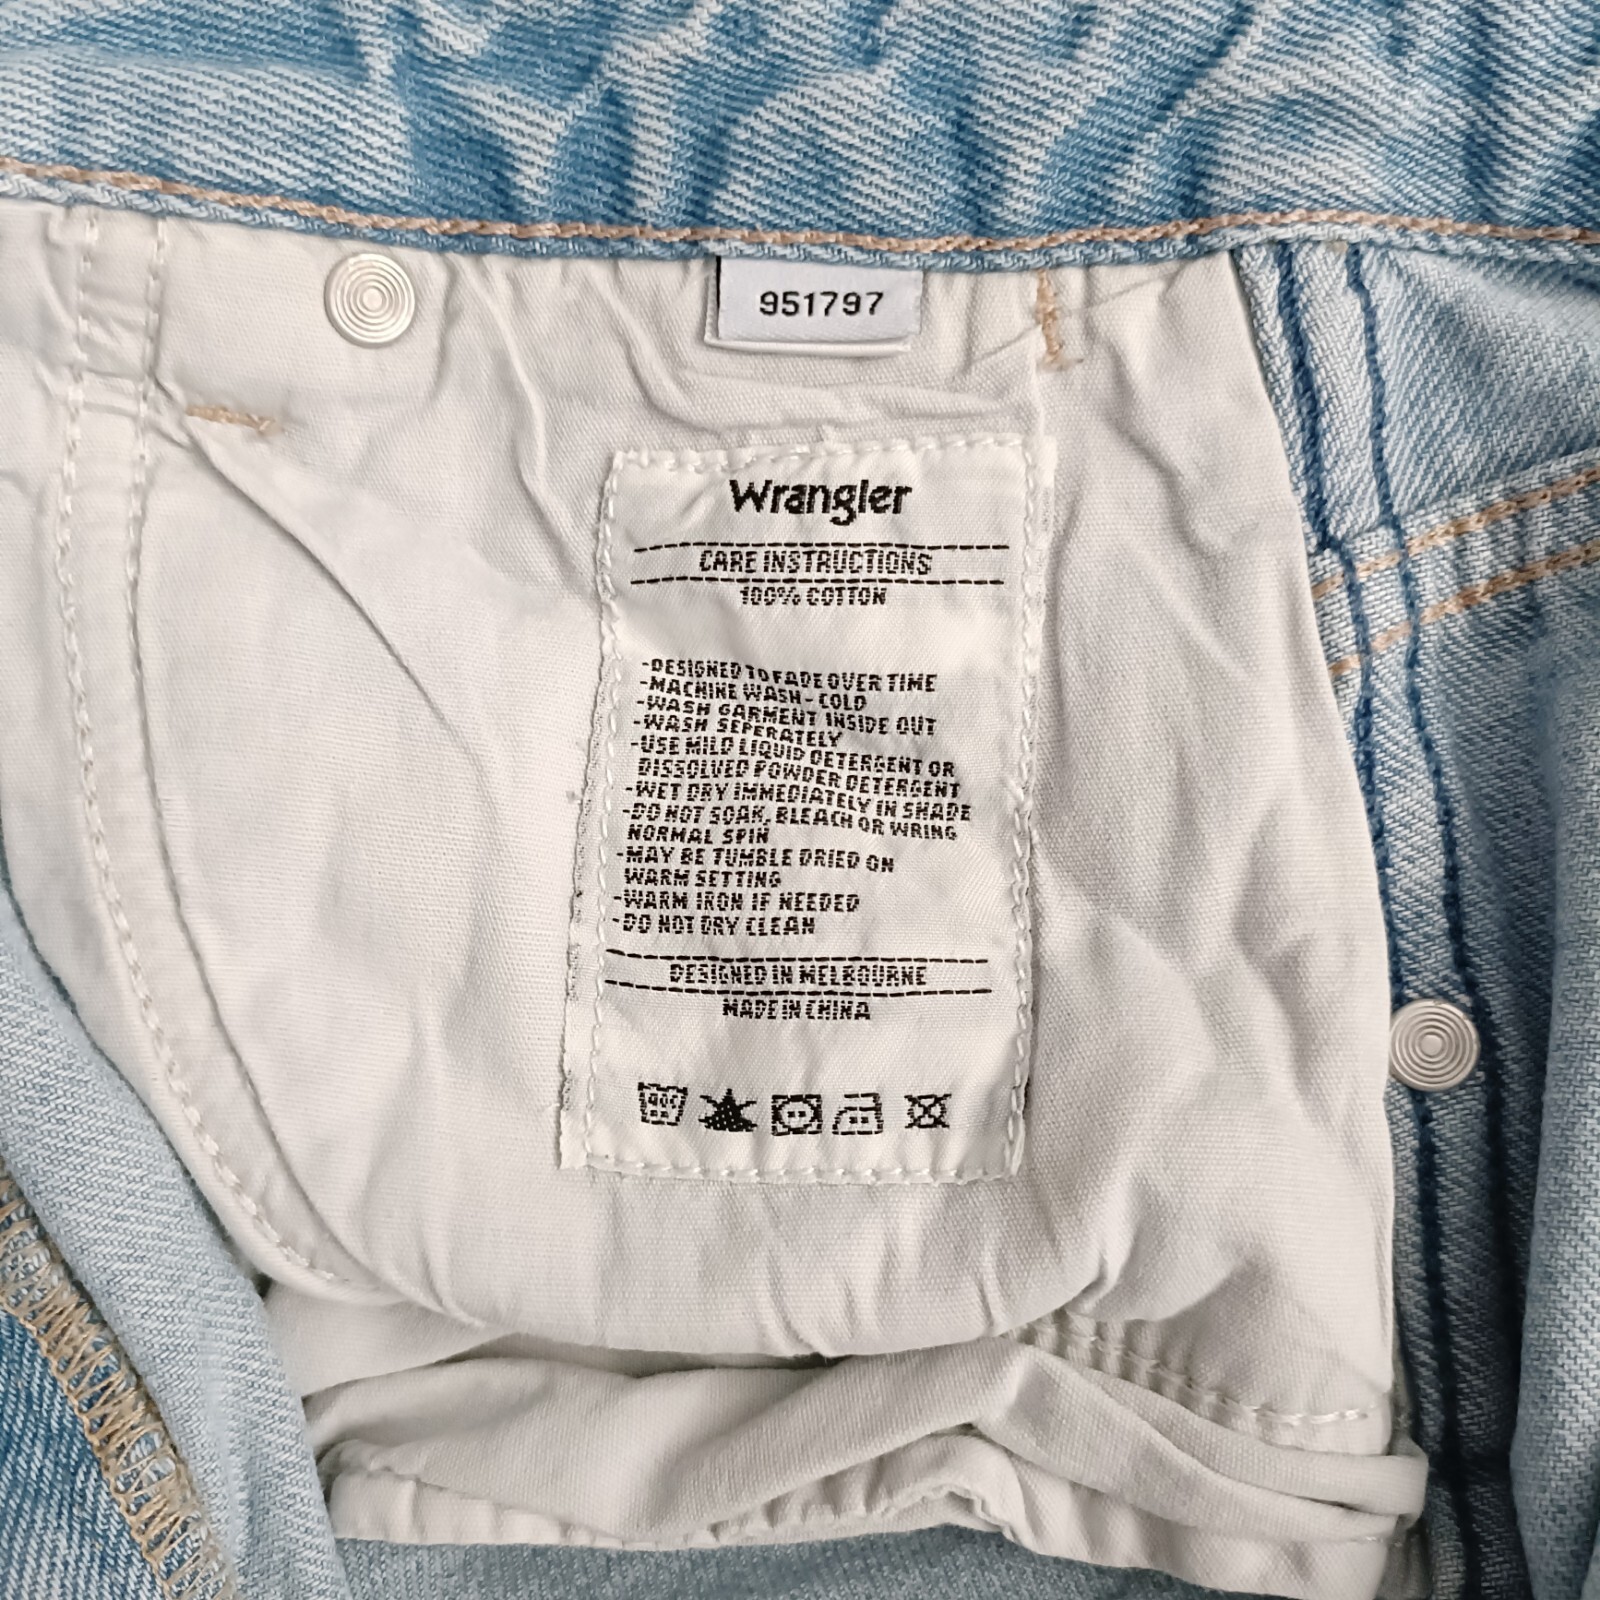 951797
Wrangler
CARE INSTRUCTIONS
100% COTTON
-DESIGNED TO FADE OVER TIME
-MACHINE WASH - COLD
-WASH GARMENT INSIDE OUT
-WASH SEPERATELY
-USE MILD LIQUID DETERGENT OR
DISSOLVED POWDER DETERGENT
-WET DRY IMMEDIATELY IN SHADE
-DO NOT SOAK, BLEACH OR WRING
NORMAL SPIN
-MAY BE TUMBLE DRIED ON
WARM SETTING
-WARM IRON IF NEEDED
-DO NOT DRY CLEAN
DESIGNED IN MELBOURNE
MADE IN CHINA